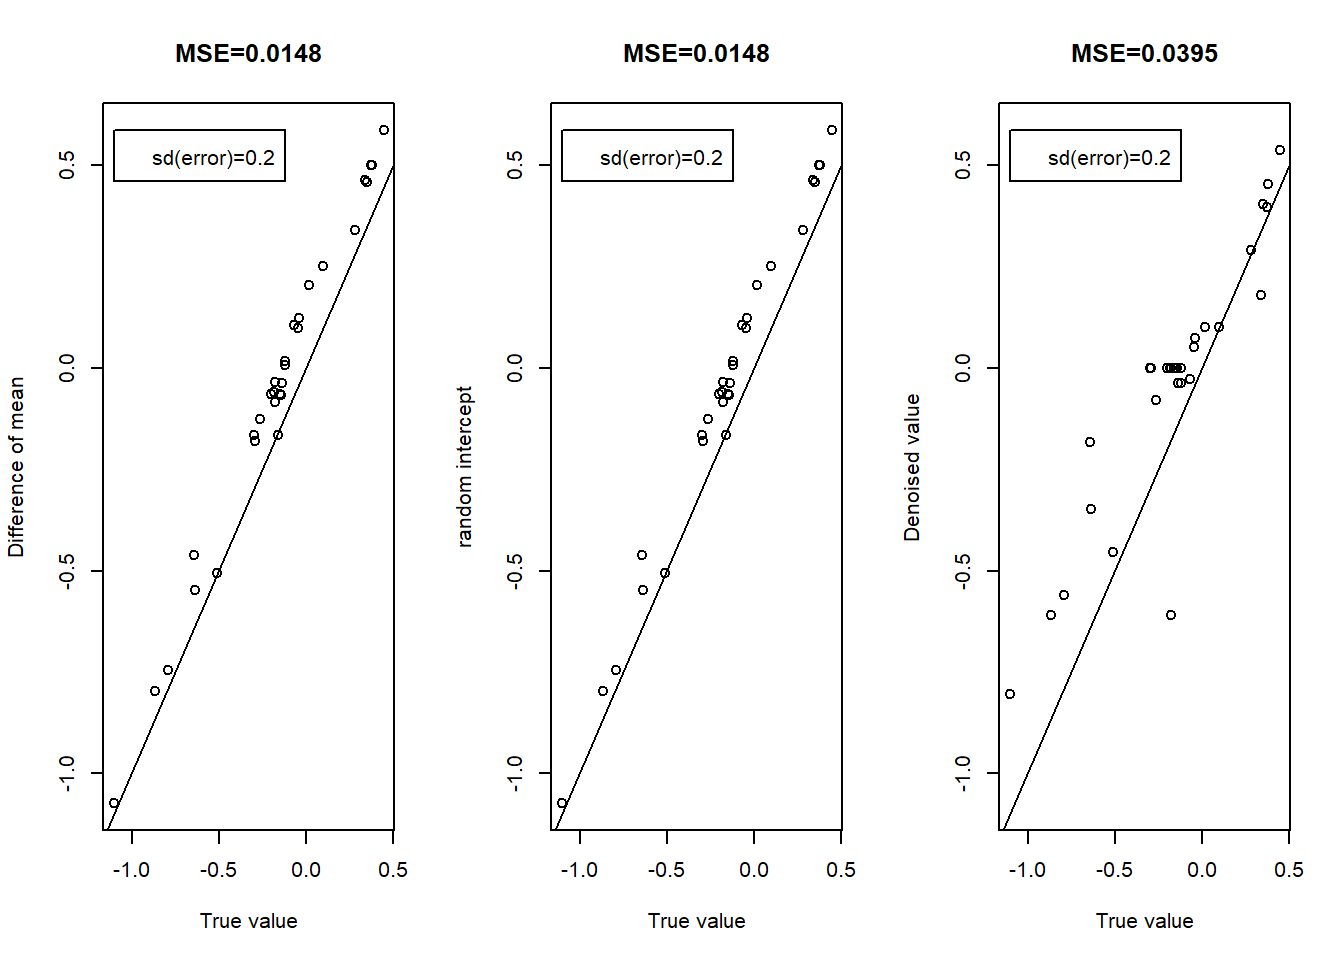 MSE=0.0148
sd(error)=0.2
Difference of mean
0.5
0.0
-0.5
-1.0
-1.0 -0.5 0.0 0.5
True value
MSE=0.0148
sd(error)=0.2
random intercept
0.5
0.0
-0.5
-1.0
-1.0 -0.5 0.0 0.5
True value
MSE=0.0395
sd(error)=0.2
Denoised value
0.5
0.0
-0.5
-1.0
-1.0 -0.5 0.0 0.5
True value